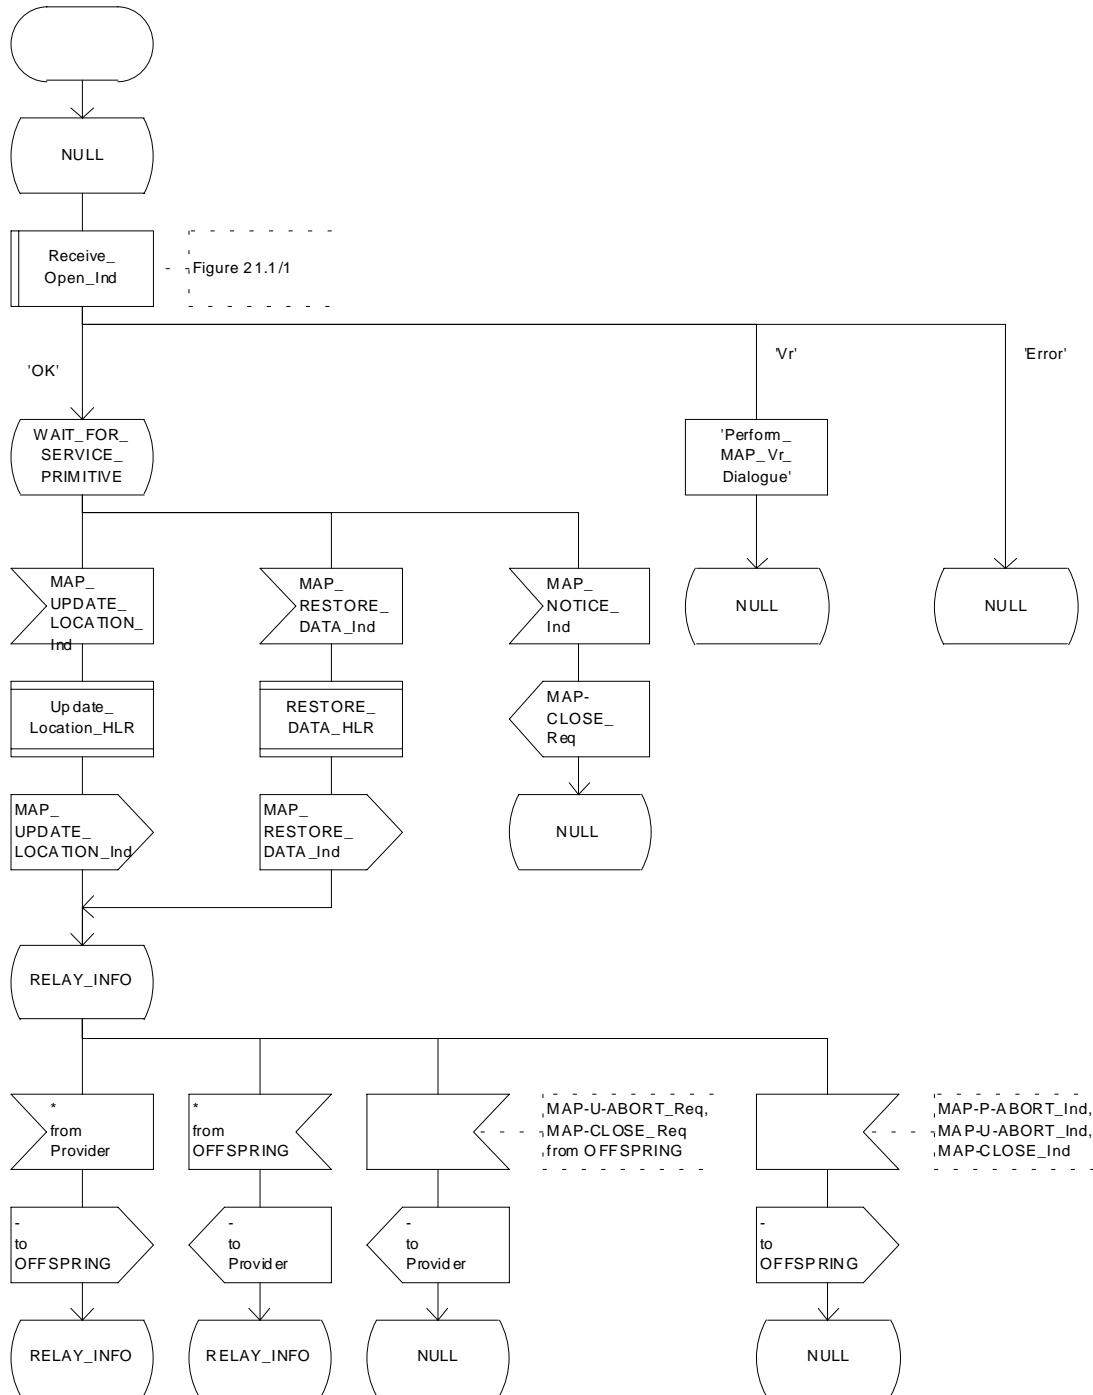 NULL
Receive_
Open_Ind
Figure 21.1/1
'OK'
'Vr'
'Error'
WAIT_FOR_
SERVICE_
PRIMITIVE
'Perform_
MAP_Vr_
Dialogue'
MAP_
UPDATE_
LOCATION_
Ind
MAP_
RESTORE_
DATA_Ind
MAP_
NOTICE_
Ind
NULL
NULL
Update_
Location_HLR
RESTORE_
DATA_HLR
MAP-
CLOSE_
Req
MAP_
UPDATE_
LOCATION_Ind
MAP_
RESTORE_
DATA_Ind
NULL
RELAY_INFO
*
from
Provider
*
from
OFFSPRING
MAP-U-ABORT_Req,
MAP-CLOSE_Req
from OFFSPRING
MAP-P-ABORT_Ind,
MAP-U-ABORT_Ind,
MAP-CLOSE_Ind
-
to
OFFSPRING
-
to
Provider
-
to
Provider
-
to
OFFSPRING
RELAY_INFO
RELAY_INFO
NULL
NULL